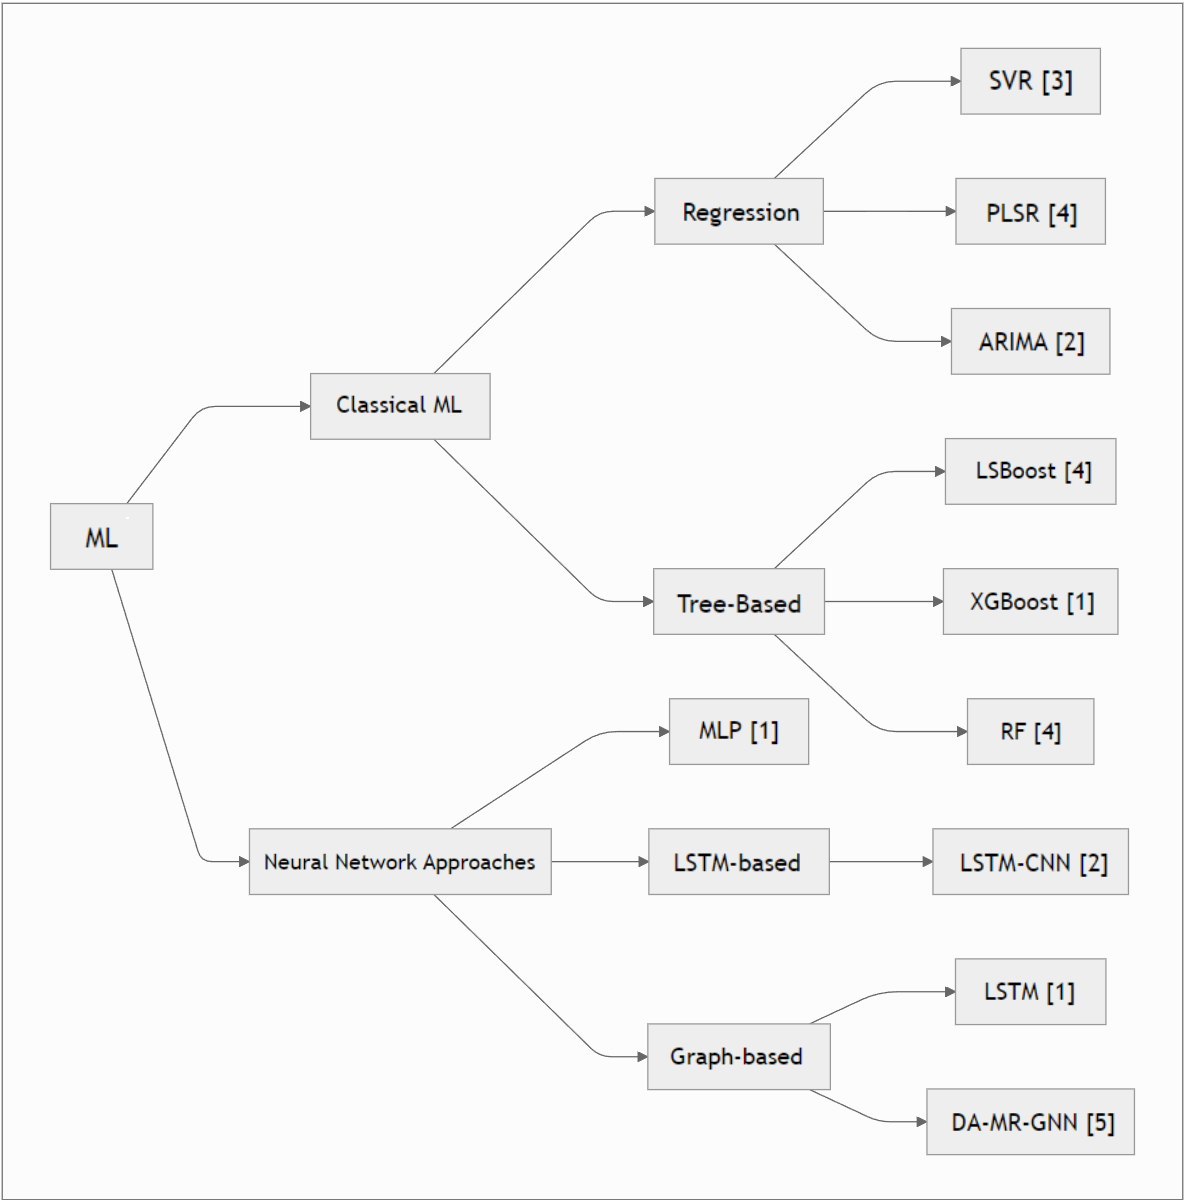 SVR [3]
Regression
PLSR [4]
ARIMA [2]
Classical ML
LSBoost [4]
ML
Tree-Based
XGBoost [1]
MLP [1]
RF [4]
Neural Network Approaches
LSTM-based
LSTM-CNN [2]
LSTM [1]
Graph-based
DA-MR-GNN [5]